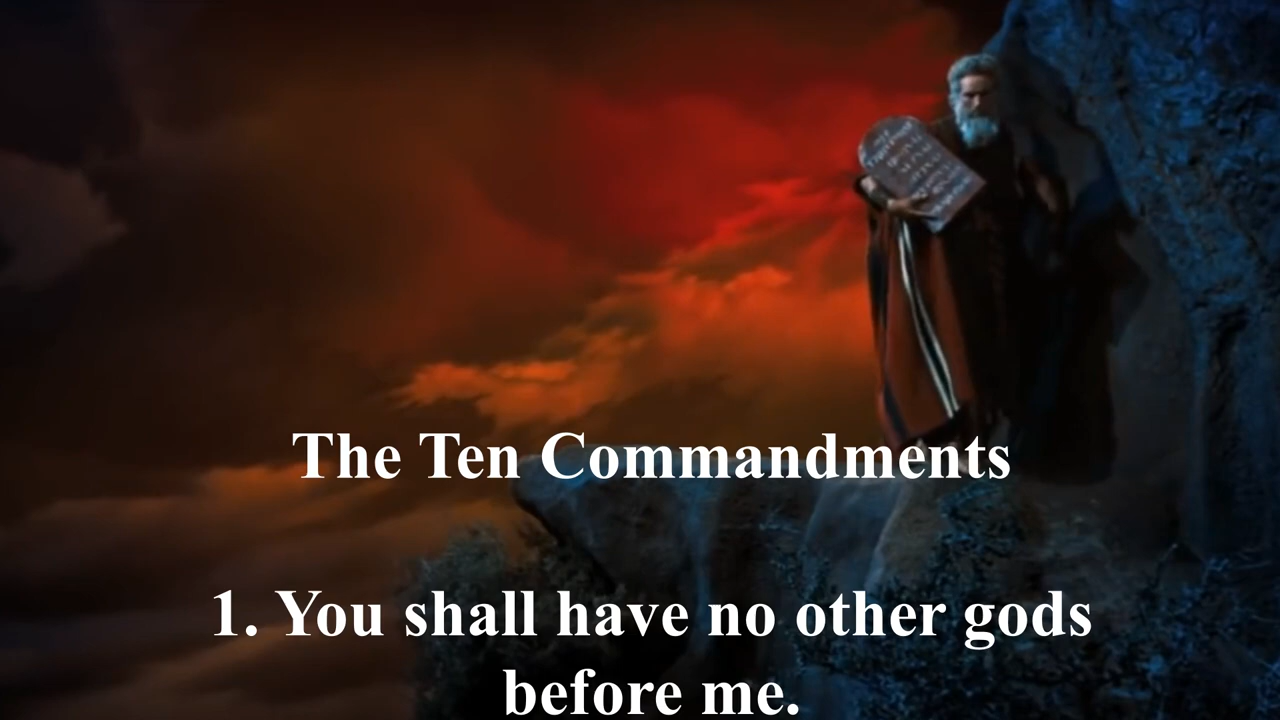 The Ten Commandments
1. You shall have no other gods
before me.